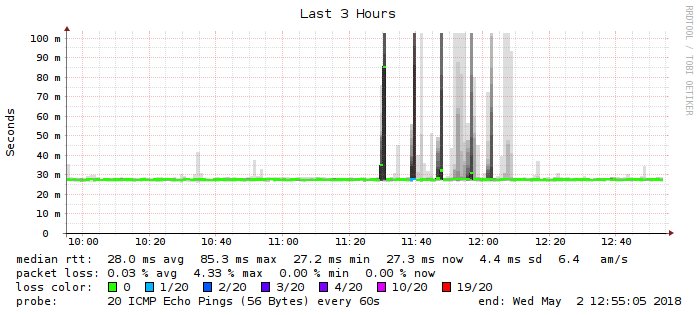 Last 3 Hours
RRDTOOL / TOBI OETIKER
Seconds
100 m
90 m
80 m
70 m
60 m
50 m
40 m
30 m
20 m
10 m
0
10:00 10:20 10:40 11:00 11:20 11:40 12:00 12:20 12:40
median rtt: 28.0 ms avg 85.3 ms max 27.2 ms min 27.3 ms now 4.4 ms sd 6.4 am/s
packet loss: 0.03 % avg 4.33 % max 0.00 % min 0.00 % now
loss color: 0 1/20 2/20 3/20 4/20 10/20 19/20
probe: 20 ICMP Echo Pings (56 Bytes) every 60s end: Wed May 2 12:55:05 2018